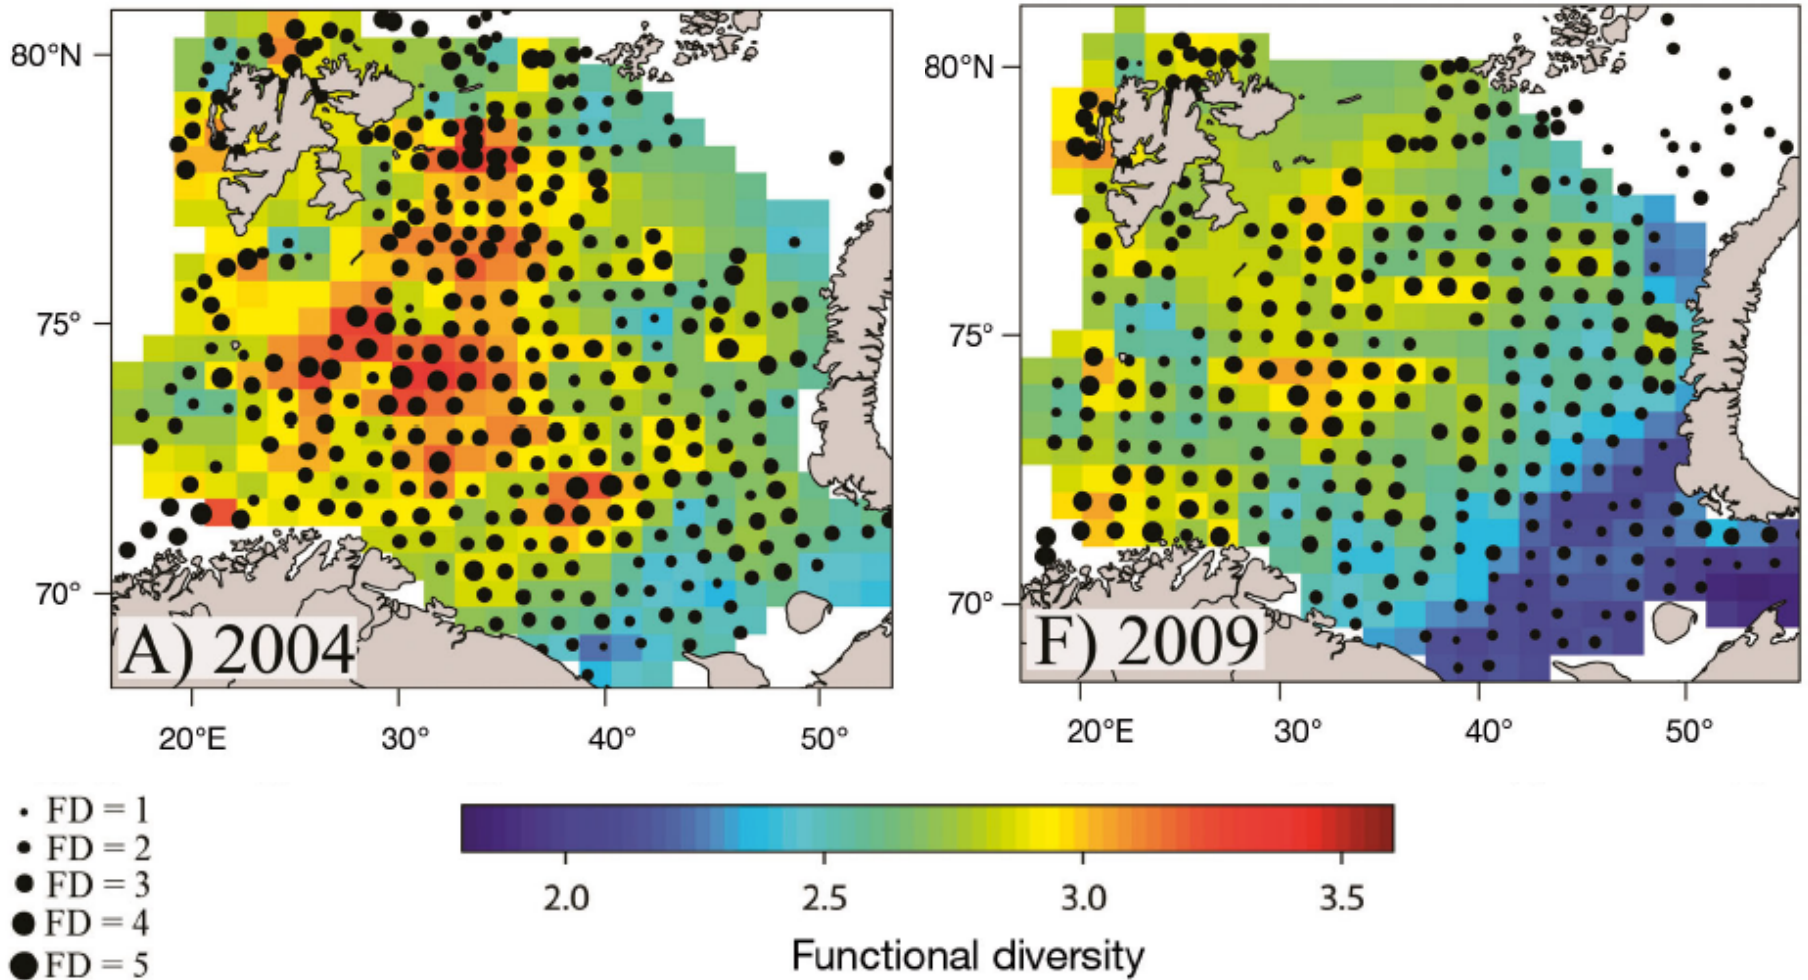 80°N
75°
70°
A) 2004
20°E 30° 40° 50°
80°N
75°
70°
F) 2009
20°E 30° 40° 50°
FD = 1
FD = 2
FD = 3
FD = 4
FD = 5
2.0 2.5 3.0 3.5
Functional diversity